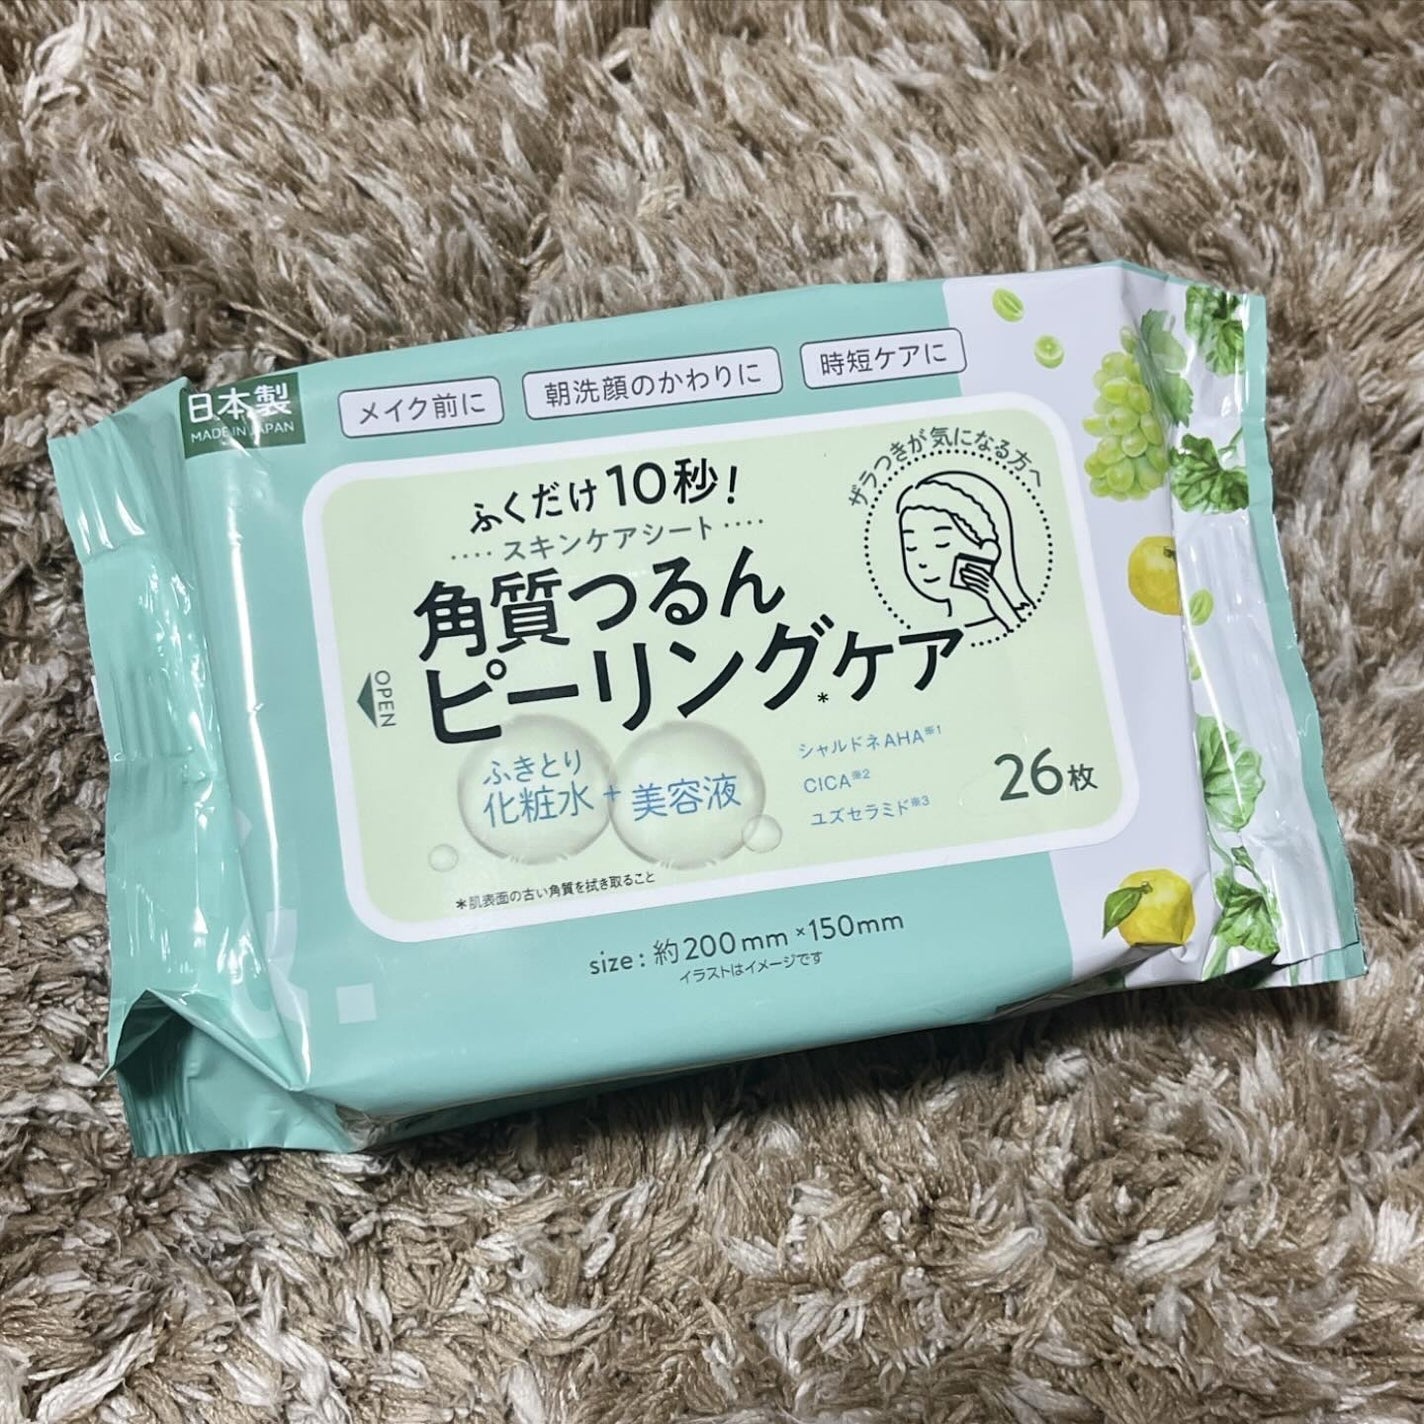 日本製
MADE IN JAPAN
メイク前に
朝洗顔のかわりに
時短ケアに
ふくだけ10秒!
スキンケアシート
角質つるん
ピーリング*ケア
ザラつきが気になる方へ
OPEN
ふきとり
化粧水
+
美容液
シャルドネAHA※1
CICA※2
ユズセラミド※3
26枚
*肌表面の古い角質を拭き取ること
size:約200mm×150mm
イラストはイメージです